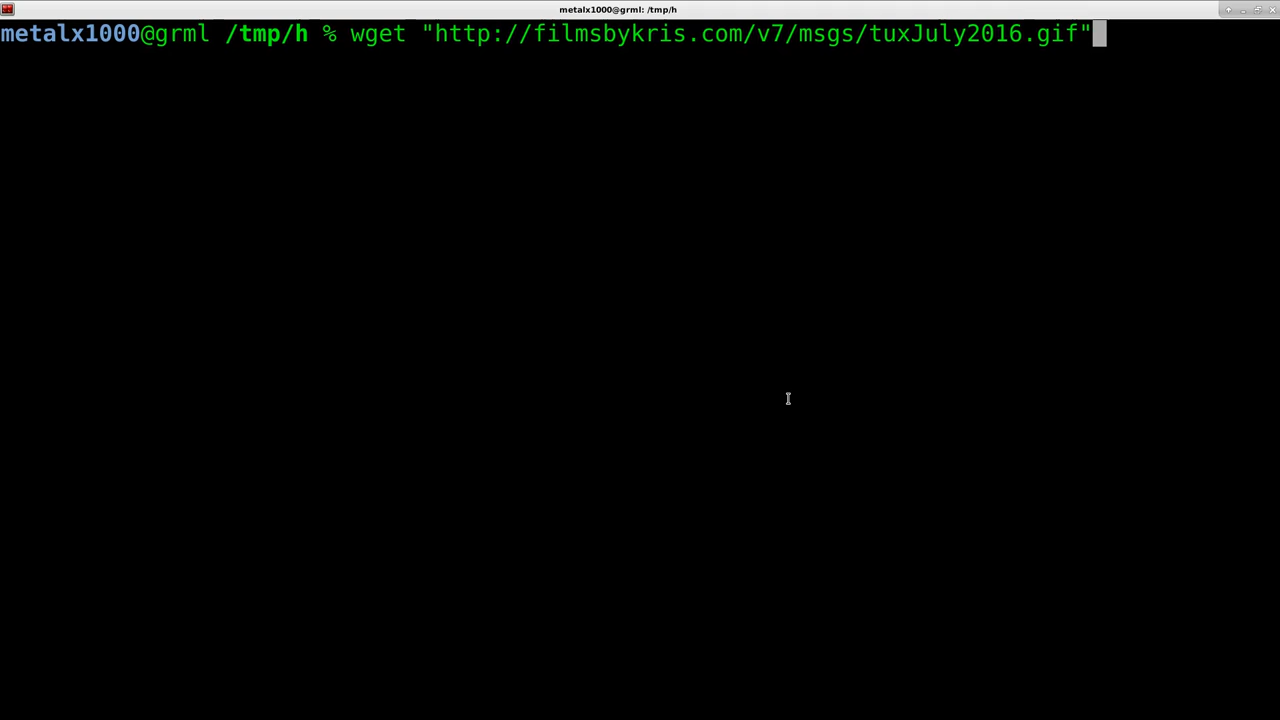 metalx1000@grml: /tmp/h
metalx1000@grml /tmp/h % wget "http://filmsbykris.com/v7/msgs/tuxJuly2016.gif"